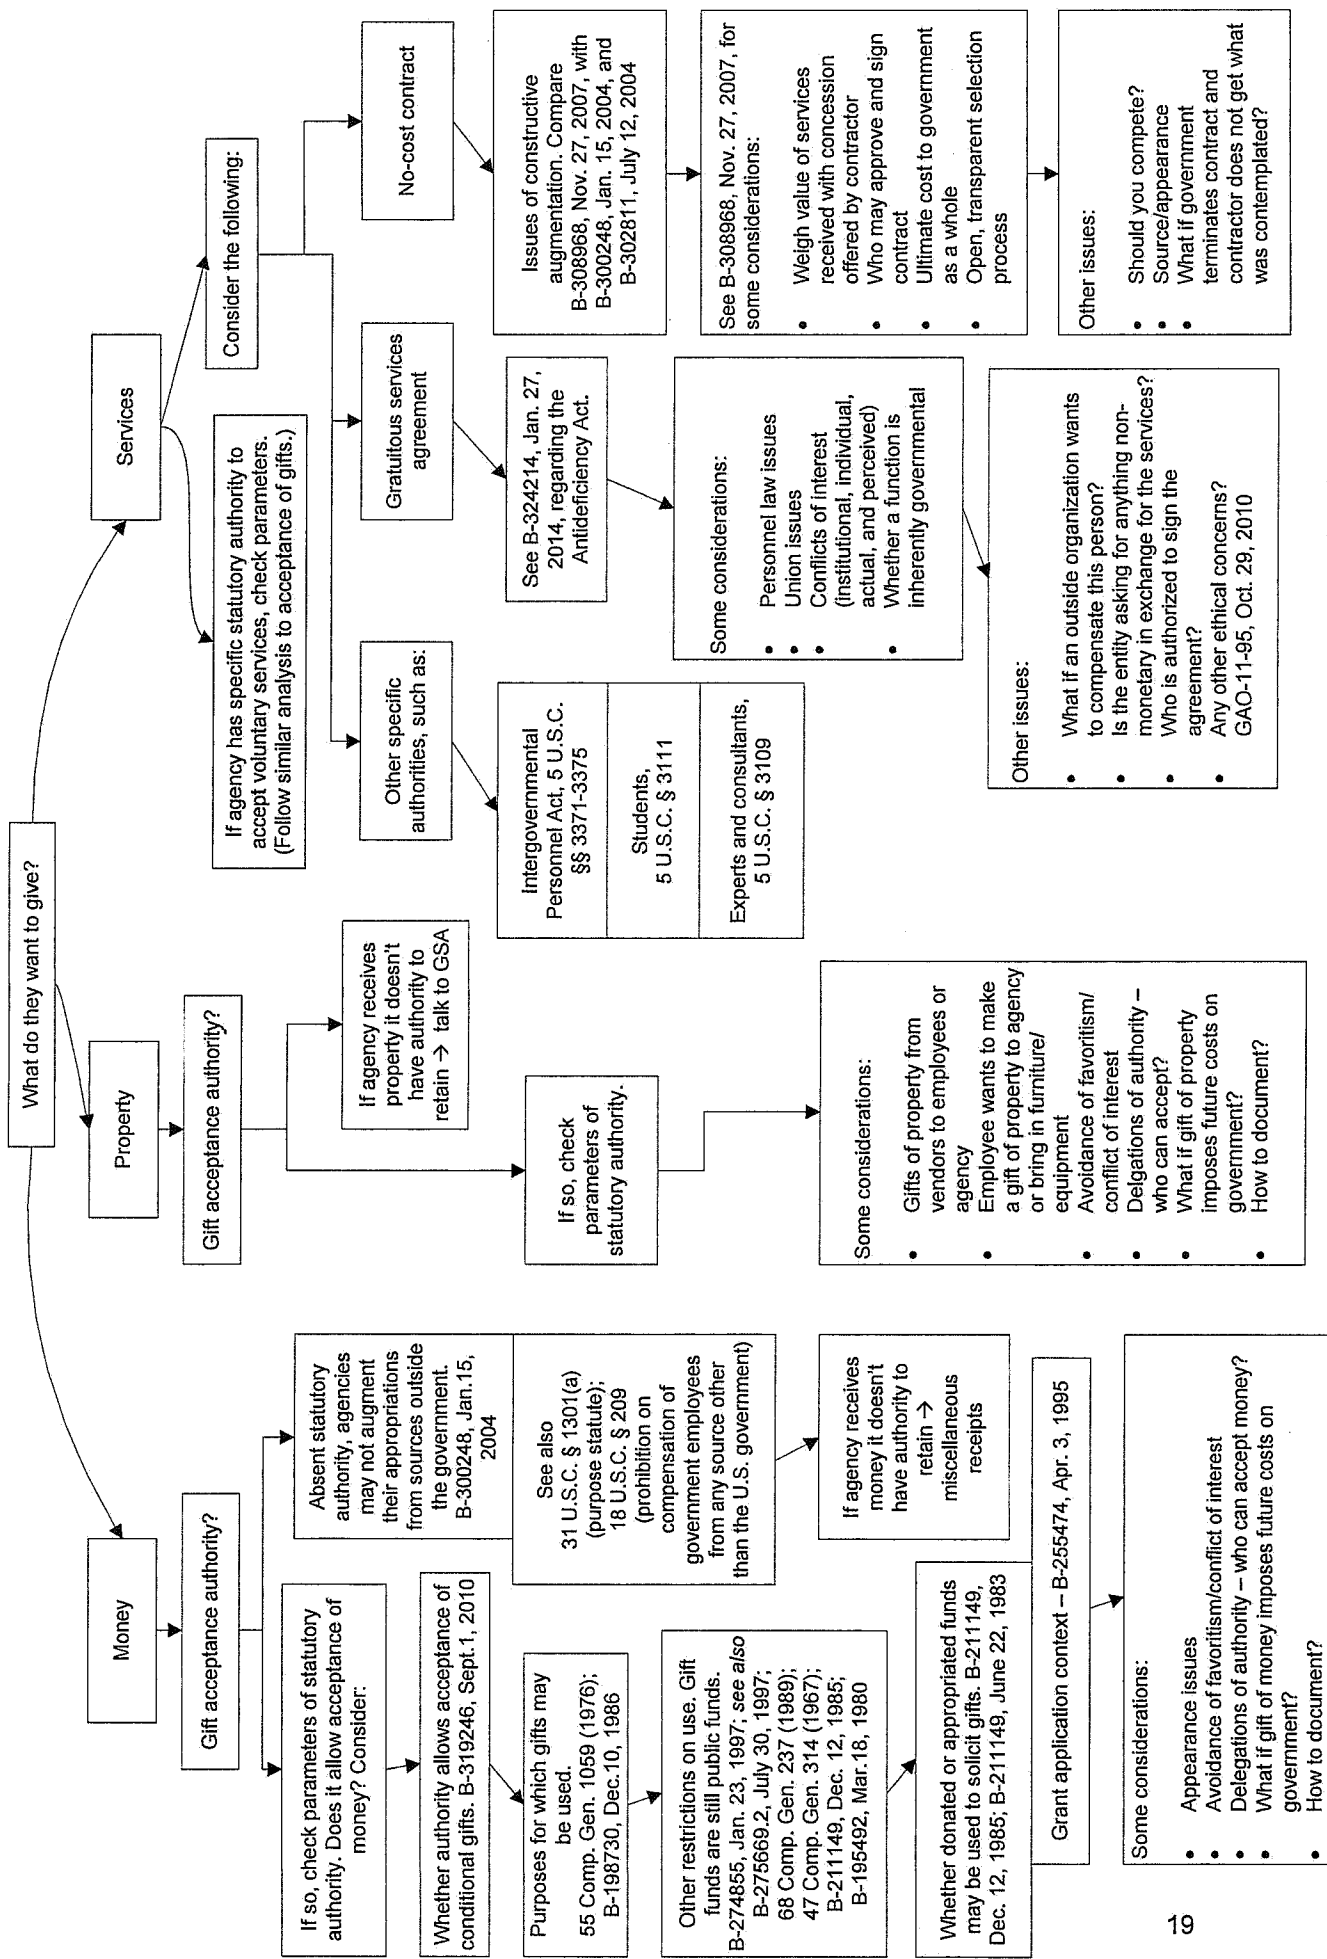 What do they want to give?
Money
Gift acceptance authority?
If so, check parameters of statutory
authority. Does it allow acceptance of
money? Consider:
Whether authority allows acceptance of
conditional gifts. B-319246, Sept.1, 2010
Purposes for which gifts may
be used.
55 Comp. Gen. 1059 (1976);
B-198730, Dec.10, 1986
Other restrictions on use. Gift
funds are still public funds.
B-274855, Jan. 23, 1997; see also
B-275669.2, July 30, 1997;
68 Comp. Gen. 237 (1989);
47 Comp. Gen. 314 (1967);
B-211149, Dec. 12, 1985;
B-195492, Mar.18, 1980
Whether donated or appropriated funds
may be used to solicit gifts. B-211149,
Dec. 12, 1985; B-211149, June 22, 1983
Grant application context – B-255474, Apr. 3, 1995
Some considerations:
• Appearance issues
• Avoidance of favoritism/conflict of interest
• Delegations of authority – who can accept money?
• What if gift of money imposes future costs on
government?
• How to document?
Absent statutory
authority, agencies
may not augment
their appropriations
from sources outside
the government.
B-300248, Jan.15,
2004
See also
31 U.S.C. § 1301(a)
(purpose statute);
18 U.S.C. § 209
(prohibition on
compensation of
government employees
from any source other
than the U.S. government)
If agency receives
money it doesn't
have authority to
retain →
miscellaneous
receipts
Property
Gift acceptance authority?
If agency receives
property it doesn't
have authority to
retain → talk to GSA
If so, check
parameters of
statutory authority.
Some considerations:
• Gifts of property from
vendors to employees or
agency
• Employee wants to make
a gift of property to agency
or bring in furniture/
equipment
• Avoidance of favoritism/
conflict of interest
• Delgations of authority –
who can accept?
• What if gift of property
imposes future costs on
government?
• How to document?
Services
If agency has specific statutory authority to
accept voluntary services, check parameters.
(Follow similar analysis to acceptance of gifts.)
Consider the following:
Other specific
authorities, such as:
Intergovernmental
Personnel Act, 5 U.S.C.
§§ 3371-3375
Students,
5 U.S.C. § 3111
Experts and consultants,
5 U.S.C. § 3109
Gratuitous services
agreement
See B-324214, Jan. 27,
2014, regarding the
Antideficiency Act.
Some considerations:
• Personnel law issues
• Union issues
• Conflicts of interest
(institutional, individual,
actual, and perceived)
• Whether a function is
inherently governmental
Other issues:
• What if an outside organization wants
to compensate this person?
• Is the entity asking for anything non-
monetary in exchange for the services?
• Who is authorized to sign the
agreement?
• Any other ethical concerns?
GAO-11-95, Oct. 29, 2010
No-cost contract
Issues of constructive
augmentation. Compare
B-308968, Nov. 27, 2007, with
B-300248, Jan. 15, 2004, and
B-302811, July 12, 2004
See B-308968, Nov. 27, 2007, for
some considerations:
• Weigh value of services
received with concession
offered by contractor
• Who may approve and sign
contract
• Ultimate cost to government
as a whole
• Open, transparent selection
process
Other issues:
• Should you compete?
• Source/appearance
• What if government
terminates contract and
contractor does not get what
was contemplated?
19